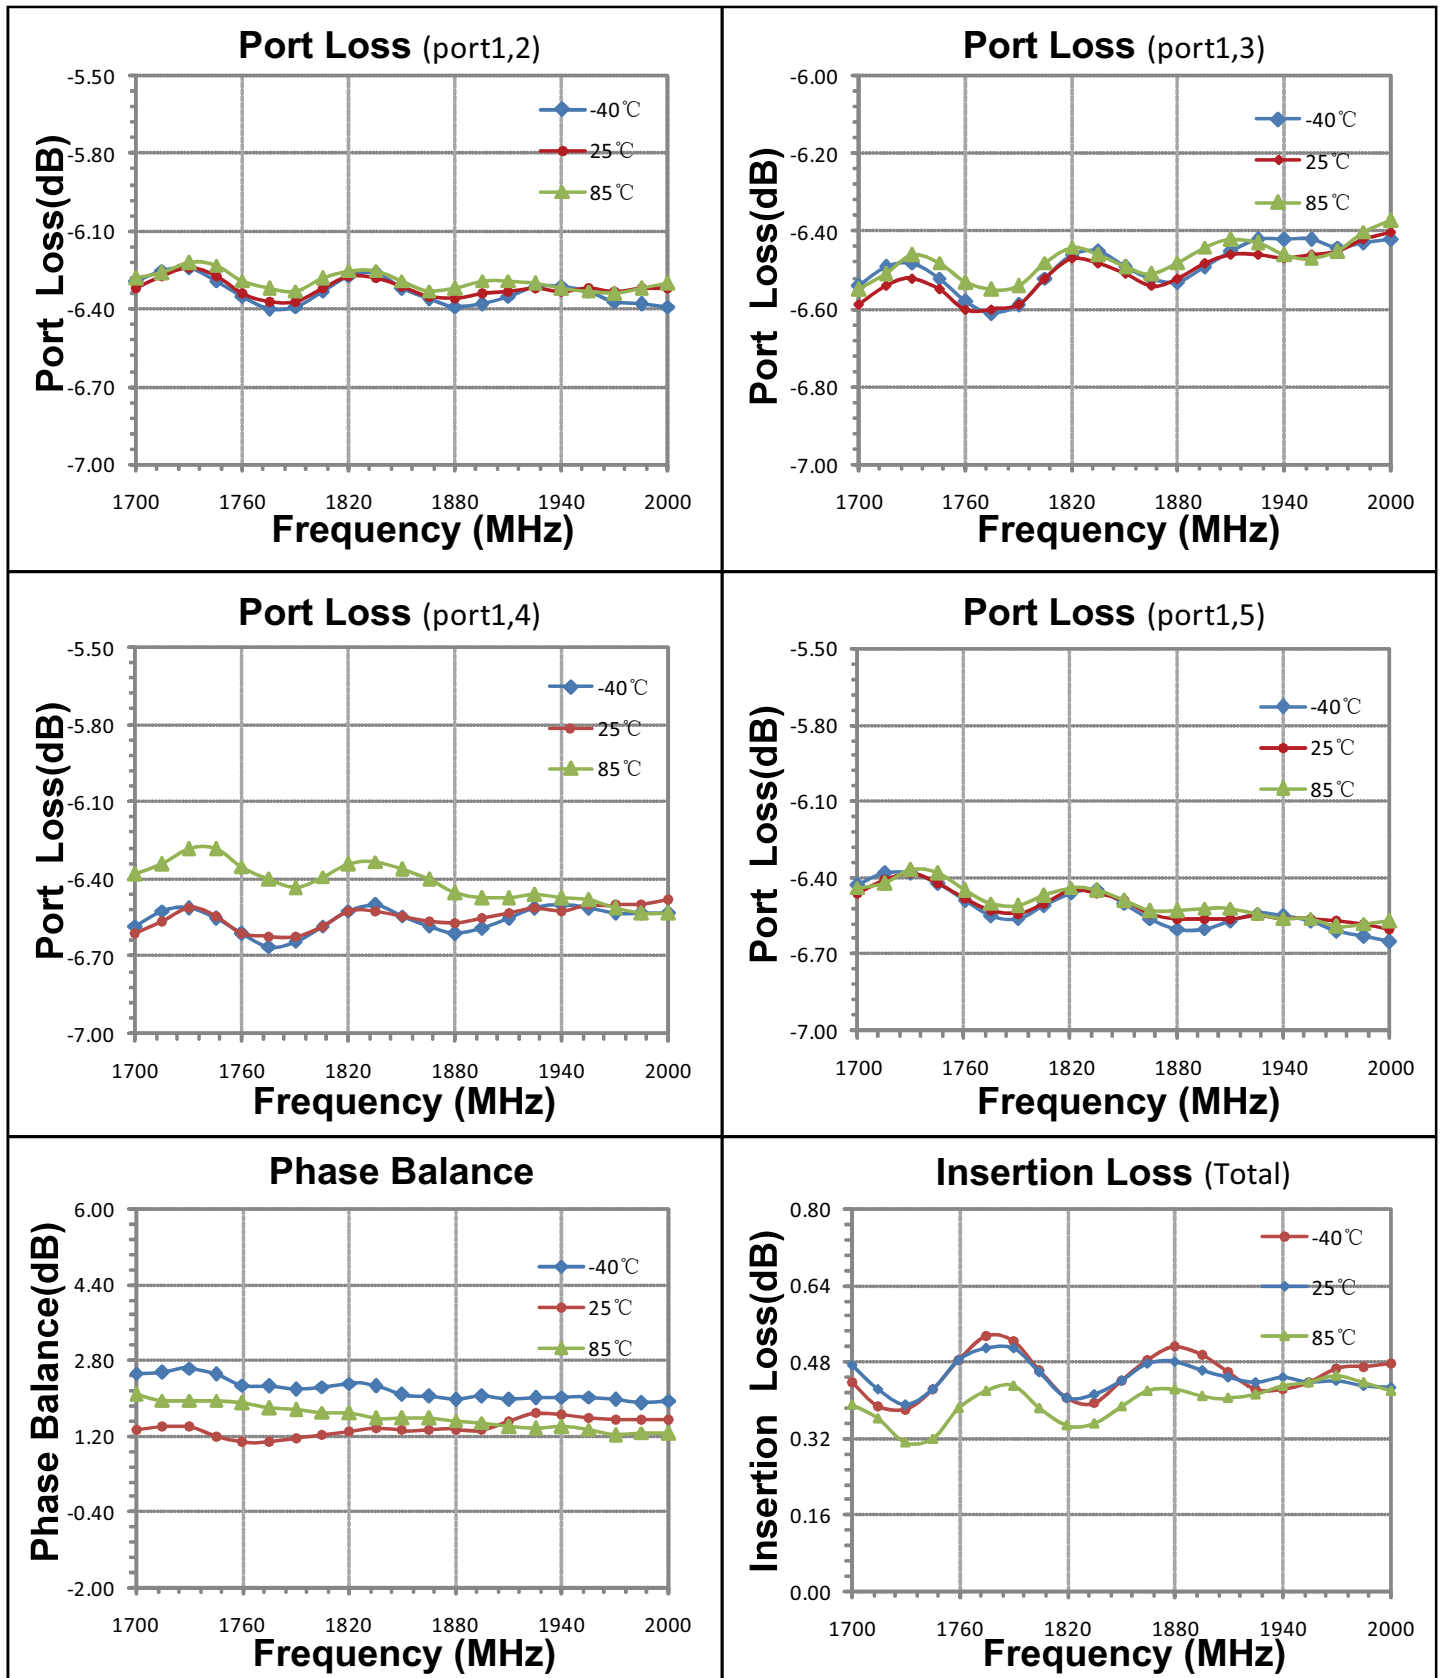 Port Loss (port1,2)
Port Loss(dB)
-5.50
-5.80
-6.10
-6.40
-6.70
-7.00
-40℃
25℃
85℃
1700 1760 1820 1880 1940 2000
Frequency (MHz)
Port Loss (port1,3)
Port Loss(dB)
-6.00
-6.20
-6.40
-6.60
-6.80
-7.00
-40℃
25℃
85℃
1700 1760 1820 1880 1940 2000
Frequency (MHz)
Port Loss (port1,4)
Port Loss(dB)
-5.50
-5.80
-6.10
-6.40
-6.70
-7.00
-40℃
25℃
85℃
1700 1760 1820 1880 1940 2000
Frequency (MHz)
Port Loss (port1,5)
Port Loss(dB)
-5.50
-5.80
-6.10
-6.40
-6.70
-7.00
-40℃
25℃
85℃
1700 1760 1820 1880 1940 2000
Frequency (MHz)
Phase Balance
Phase Balance(dB)
6.00
4.40
2.80
1.20
-0.40
-2.00
-40℃
25℃
85℃
1700 1760 1820 1880 1940 2000
Frequency (MHz)
Insertion Loss (Total)
Insertion Loss(dB)
0.80
0.64
0.48
0.32
0.16
0.00
-40℃
25℃
85℃
1700 1760 1820 1880 1940 2000
Frequency (MHz)